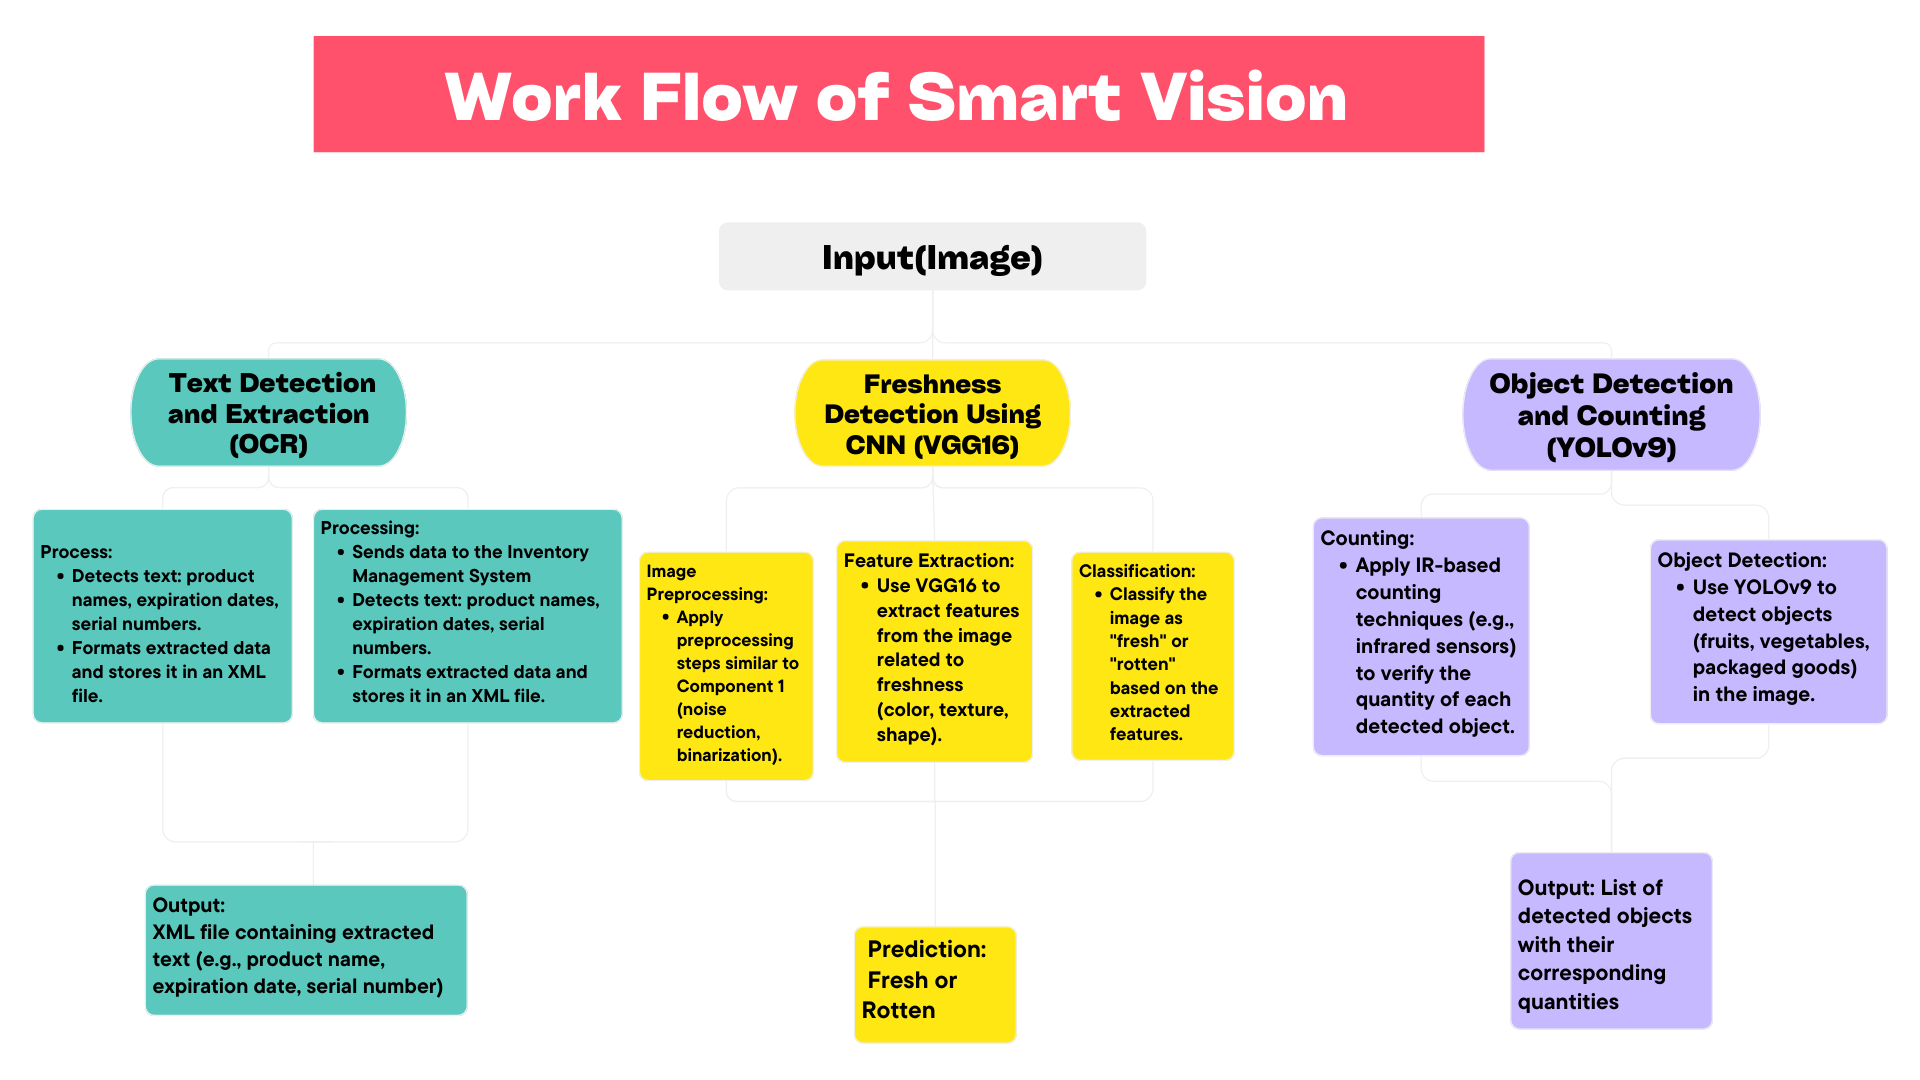 Work Flow of Smart Vision
Input(Image)
Text Detection
and Extraction
(OCR)
Process:
• Detects text: product
names, expiration dates,
serial numbers.
• Formats extracted data
and stores it in an XML
file.
Processing:
• Sends data to the Inventory
Management System
• Detects text: product names,
expiration dates, serial
numbers.
• Formats extracted data and
stores it in an XML file.
Output:
XML file containing extracted
text (e.g., product name,
expiration date, serial number)
Freshness
Detection Using
CNN (VGG16)
Image
Preprocessing:
• Apply
preprocessing
steps similar to
Component 1
(noise
reduction,
binarization).
Feature Extraction:
• Use VGG16 to
extract features
from the image
related to
freshness
(color, texture,
shape).
Classification:
• Classify the
image as
"fresh" or
"rotten"
based on the
extracted
features.
Prediction:
Fresh or
Rotten
Object Detection
and Counting
(YOLOv9)
Counting:
• Apply IR-based
counting
techniques (e.g.,
infrared sensors)
to verify the
quantity of each
detected object.
Object Detection:
• Use YOLOv9 to
detect objects
(fruits, vegetables,
packaged goods)
in the image.
Output: List of
detected objects
with their
corresponding
quantities